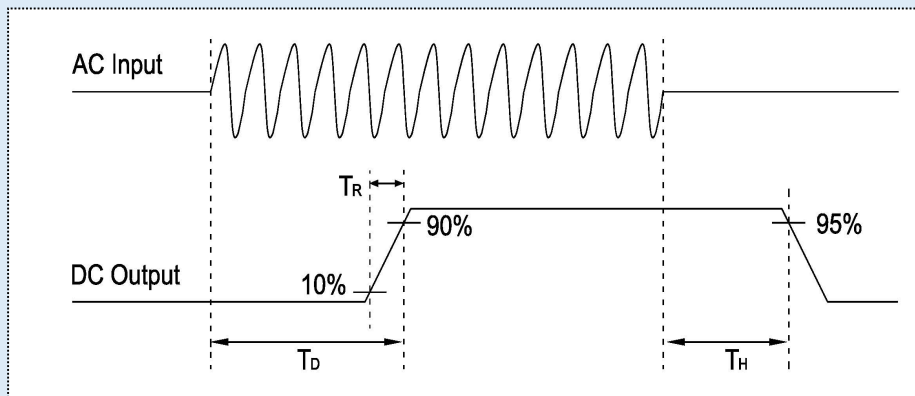 AC Input
TR
90%
95%
DC Output
10%
TD
TH